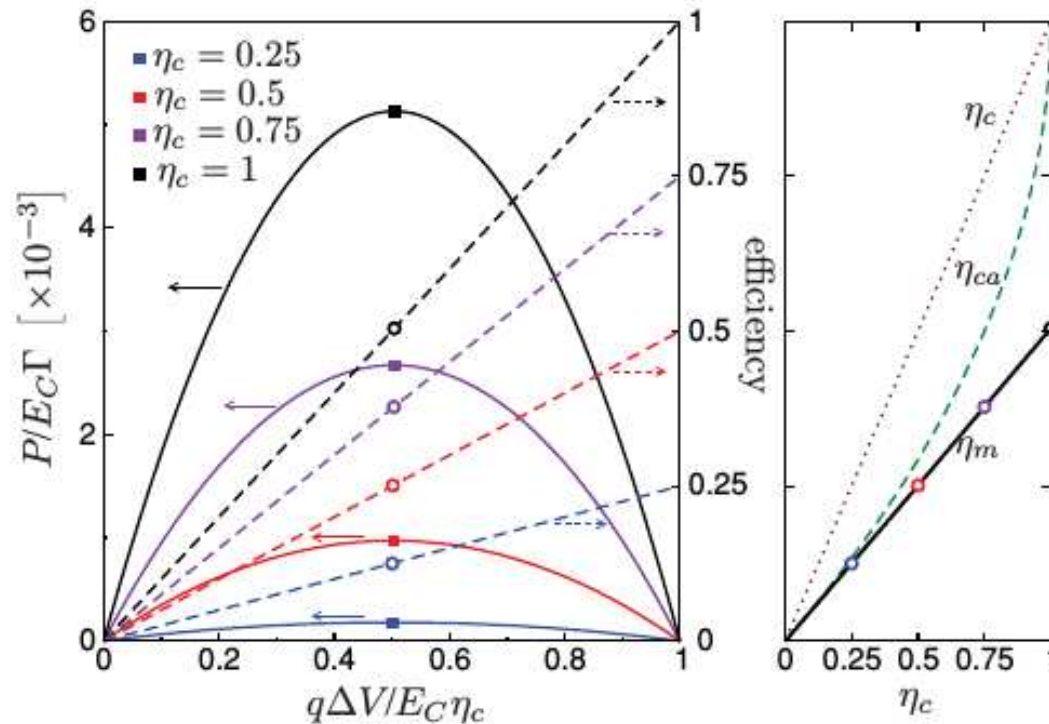 6
4
2
0
P/E_CΓ [×10⁻³]
η_c = 0.25
η_c = 0.5
η_c = 0.75
η_c = 1
0 0.2 0.4 0.6 0.8 1
qΔV/E_Cη_c
1
0.75
0.5
0.25
0
efficiency
η_c
η_ca
η_m
0 0.25 0.5 0.75 1
η_c